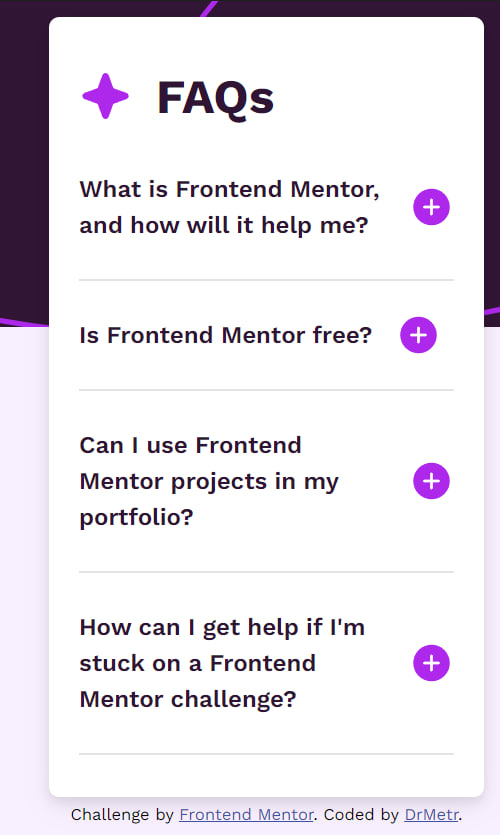 FAQs
What is Frontend Mentor,
and how will it help me?
Is Frontend Mentor free?
Can I use Frontend
Mentor projects in my
portfolio?
How can I get help if I'm
stuck on a Frontend
Mentor challenge?
Challenge by Frontend Mentor. Coded by DrMetr.